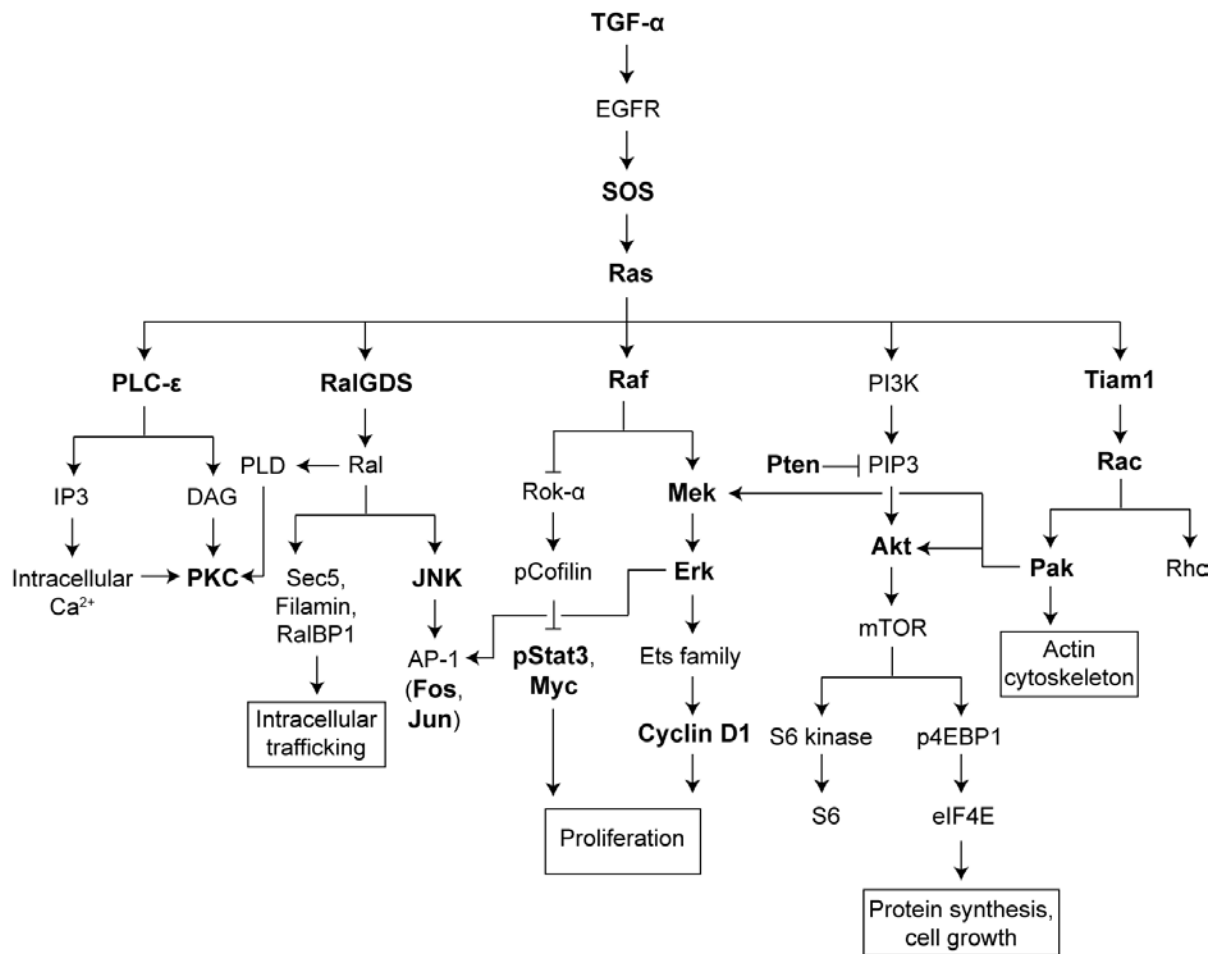 TGF-α
EGFR
SOS
Ras
PLC-ε
RalGDS
Raf
PI3K
Tiam1
IP3
DAG
PLD
Ral
Rok-α
Mek
Pten
PIP3
Rac
Intracellular
Ca²⁺
PKC
Sec5,
Filamin,
RalBP1
JNK
pCofilin
Erk
Akt
Pak
Rho
AP-1
(Fos,
Jun)
pStat3,
Myc
Ets family
mTOR
Actin
cytoskeleton
Intracellular
trafficking
Cyclin D1
S6 kinase
p4EBP1
Proliferation
S6
eIF4E
Protein synthesis,
cell growth